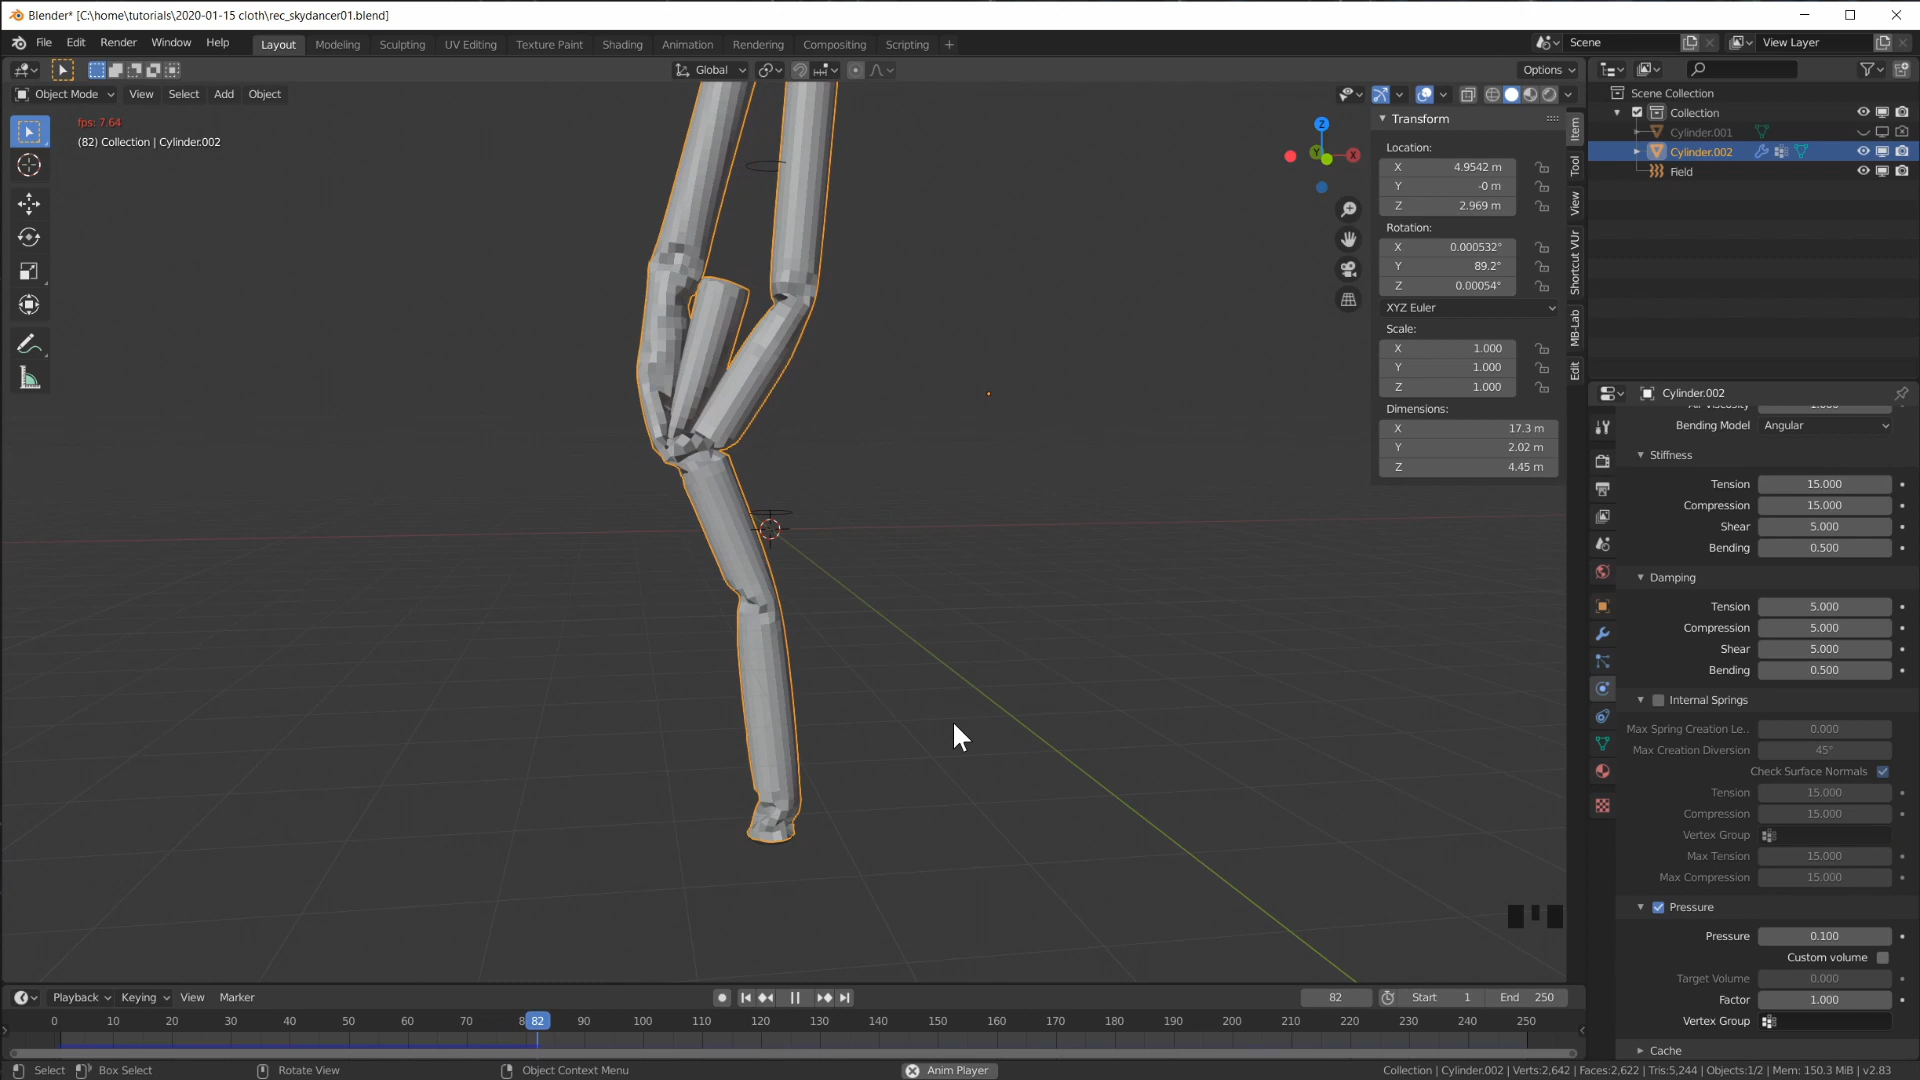 Blender* [C:\home\tutorials\2020-01-15 cloth\rec_skydancer01.blend]
File Edit Render Window Help Layout Modeling Sculpting UV Editing Texture Paint Shading Animation Rendering Compositing Scripting + Scene View Layer
Global Options
Object Mode View Select Add Object
fps: 7.64
(82) Collection | Cylinder.002
Transform
Location:
X 4.9542 m
Y -0 m
Z 2.969 m
Rotation:
X 0.000532°
Y 89.2°
Z 0.00054°
XYZ Euler
Scale:
X 1.000
Y 1.000
Z 1.000
Dimensions:
X 17.3 m
Y 2.02 m
Z 4.45 m
Item
Tool
View
Shortcut VUr
MB-Lab
Edit
Z
X
Y
Scene Collection
Collection
Cylinder.001
Cylinder.002
Field
Cylinder.002
Air Viscosity 1.000
Bending Model Angular
Stiffness
Tension 15.000
Compression 15.000
Shear 5.000
Bending 0.500
Damping
Tension 5.000
Compression 5.000
Shear 5.000
Bending 0.500
Internal Springs
Max Spring Creation Le.. 0.000
Max Creation Diversion 45°
Check Surface Normals
Tension 15.000
Compression 15.000
Vertex Group
Max Tension 15.000
Max Compression 15.000
Pressure
Pressure 0.100
Custom volume
Target Volume 0.000
Factor 1.000
Vertex Group
Cache
Playback Keying View Marker 82 Start 1 End 250
0 10 20 30 40 50 60 70 8 82 90 100 110 120 130 140 150 160 170 180 190 200 210 220 230 240 250
Select Box Select Rotate View Object Context Menu Anim Player Collection | Cylinder.002 | Verts:2,642 | Faces:2,622 | Tris:5,244 | Objects:1/2 | Mem: 150.3 MiB | v2.83